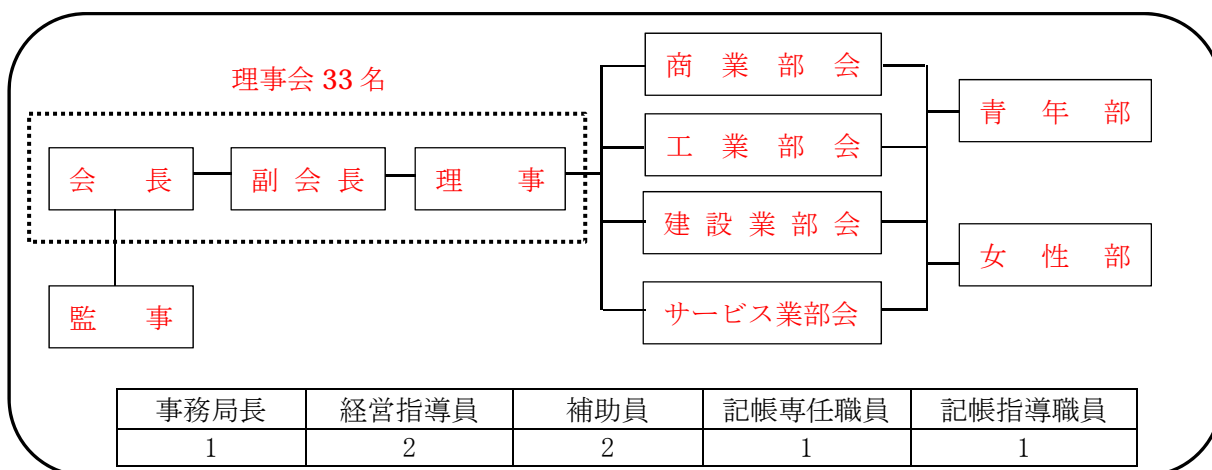 理事会 33 名
会長
副会長
理事
監事
商業部会
工業部会
建設業部会
サービス業部会
青年部
女性部
事務局長 経営指導員 補助員 記帳専任職員 記帳指導職員
1 2 2 1 1